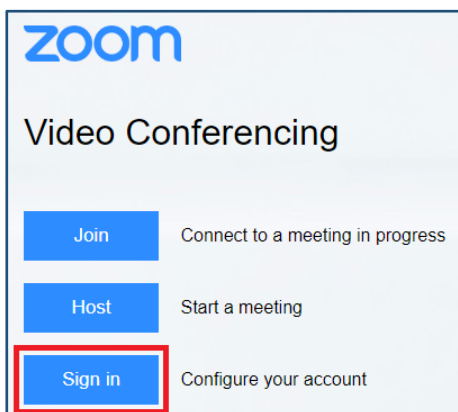 zoom
Video Conferencing
Join Connect to a meeting in progress
Host Start a meeting
Sign in Configure your account